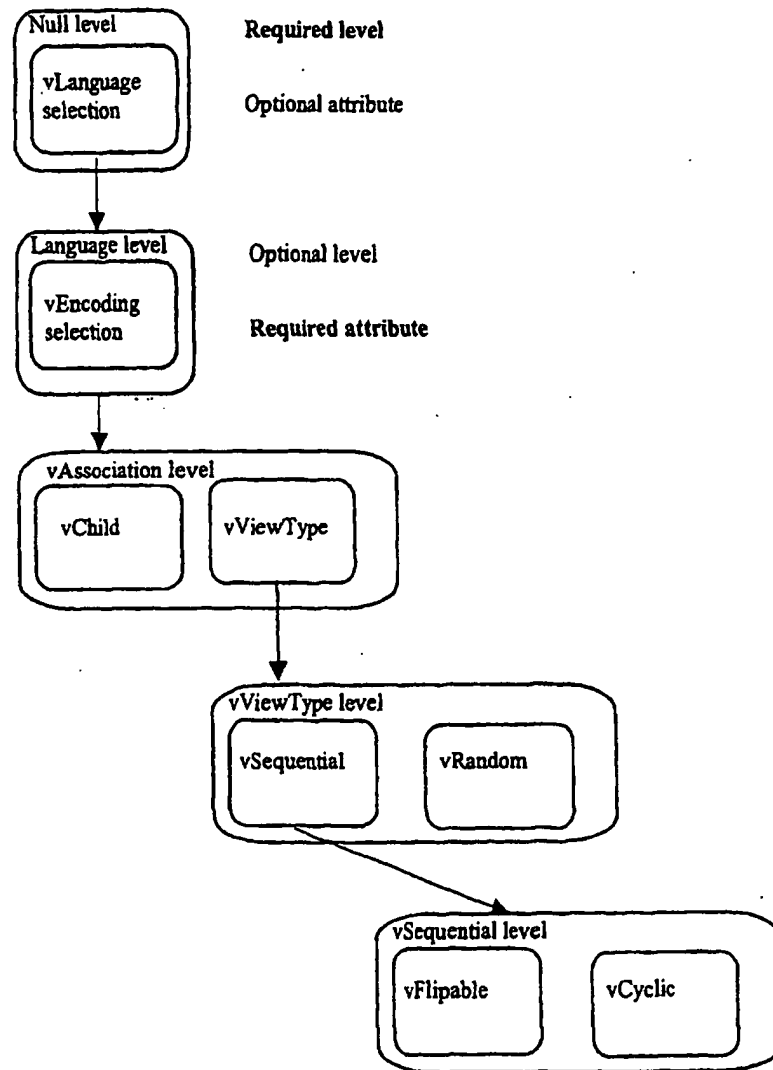 Null level
Required level
vLanguage
selection
Optional attribute
Language level
Optional level
vEncoding
selection
Required attribute
vAssociation level
vChild
vViewType
vViewType level
vSequential
vRandom
vSequential level
vFlipable
vCyclic